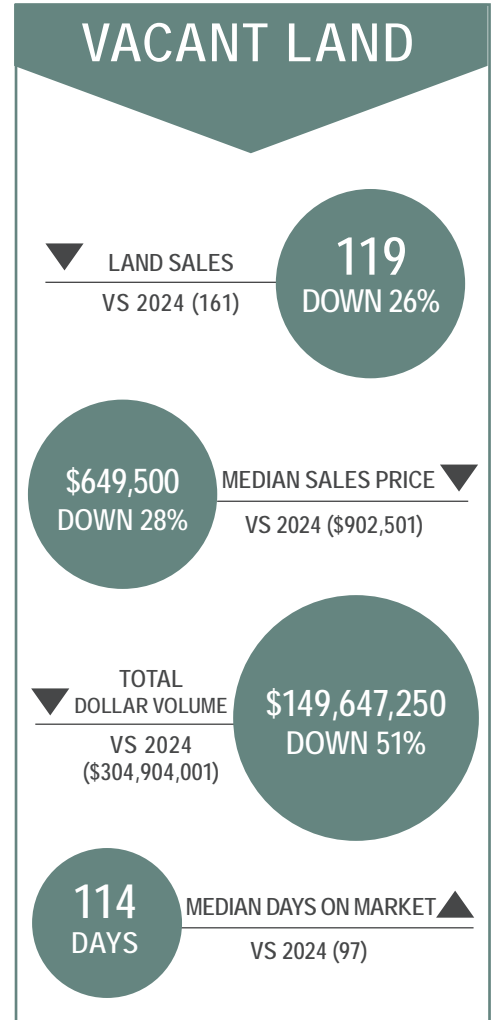 VACANT LAND
LAND SALES
VS 2024 (161)
119
DOWN 26%
$649,500
DOWN 28%
MEDIAN SALES PRICE
VS 2024 ($902,501)
TOTAL
DOLLAR VOLUME
VS 2024
($304,904,001)
$149,647,250
DOWN 51%
114
DAYS
MEDIAN DAYS ON MARKET
VS 2024 (97)